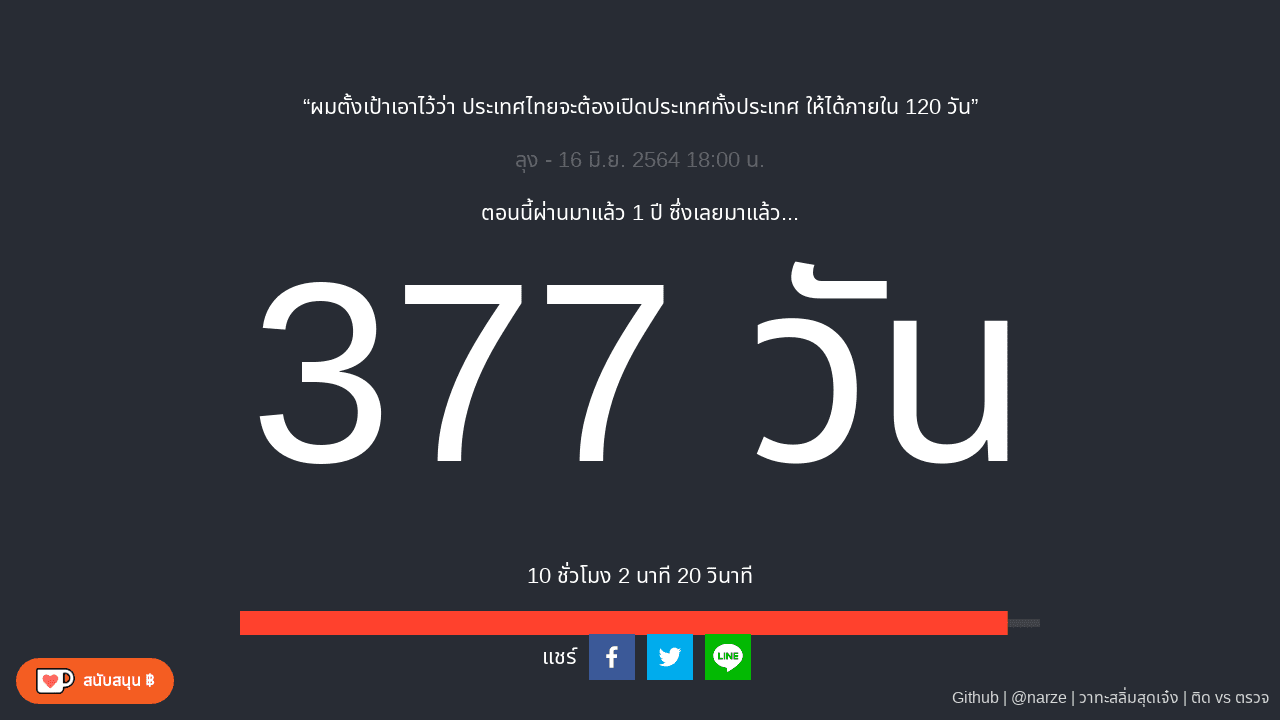 “ผมตั้งเป้าเอาไว้ว่า ประเทศไทยจะต้องเปิดประเทศทั้งประเทศ ให้ได้ภายใน 120 วัน”
ลุง - 16 มิ.ย. 2564 18:00 น.
ตอนนี้ผ่านมาแล้ว 1 ปี ซึ่งเลยมาแล้ว...
377 วัน
10 ชั่วโมง 2 นาที 20 วินาที
แชร์
LINE
สนับสนุน ฿
Github | @narze | วาทะสลิ่มสุดเจ๋ง | ติด vs ตรวจ